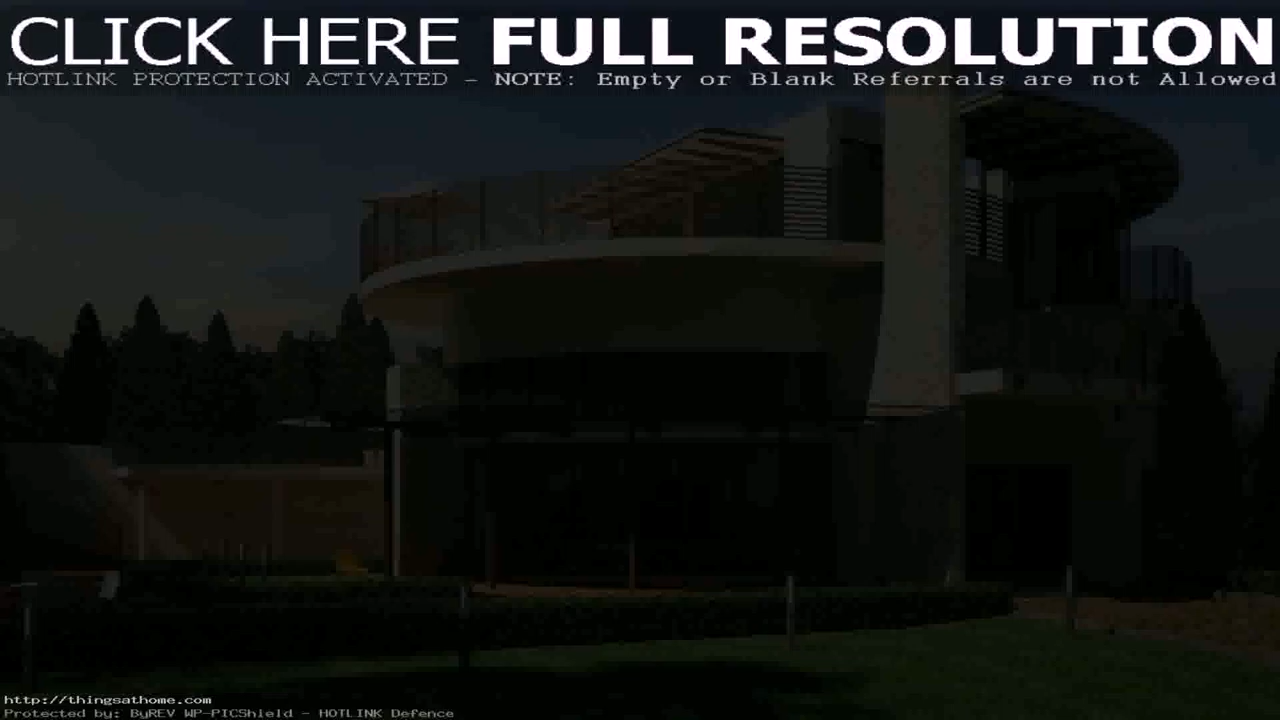 CLICK HERE FULL RESOLUTION
HOTLINK PROTECTION ACTIVATED - NOTE: Empty or Blank Referrals are not Allowed
http://thingsathome.com
Protected by: ByREV WP-PICShield - HOTLINK Defence